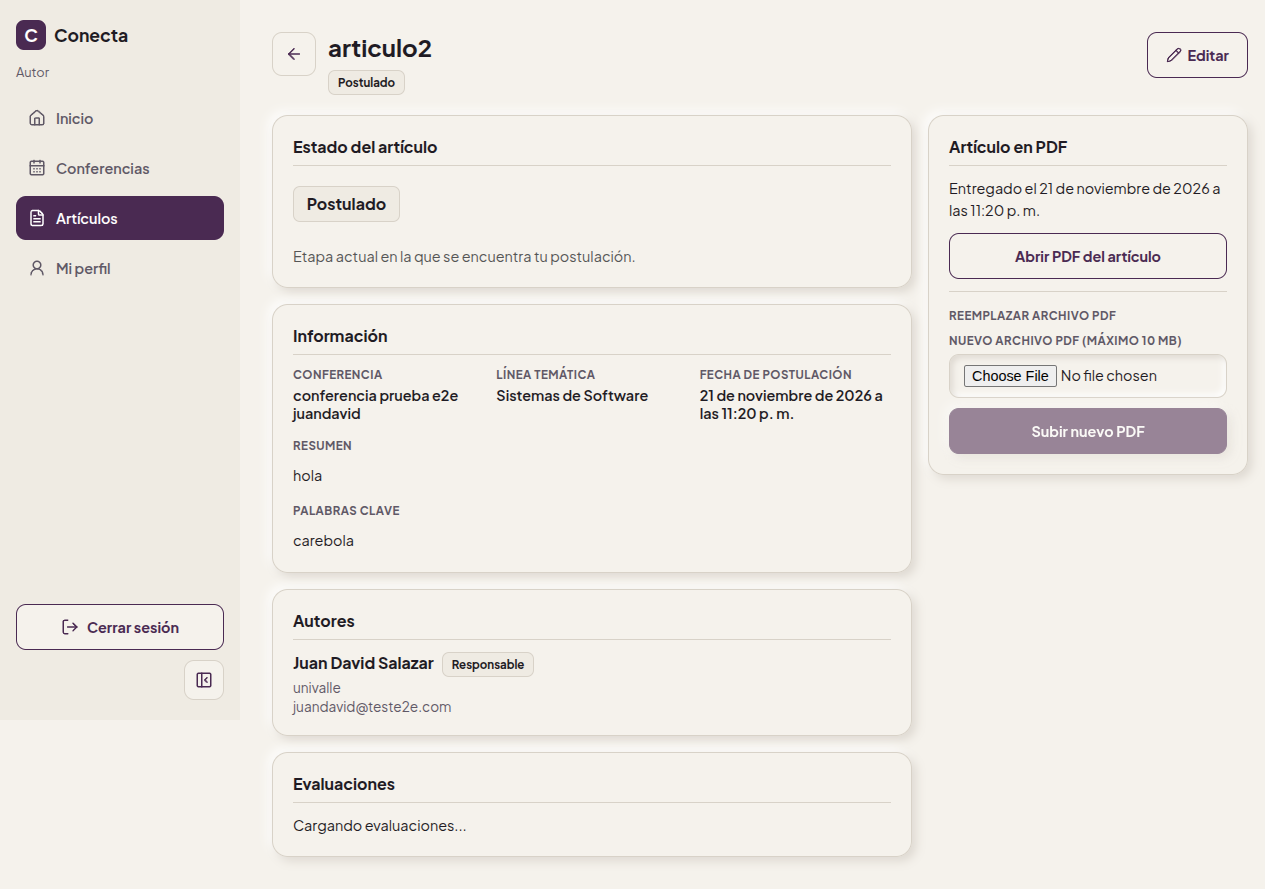 C Conecta
Autor
Inicio
Conferencias
Artículos
Mi perfil
Cerrar sesión
articulo2
Postulado
Editar
Estado del artículo
Postulado
Etapa actual en la que se encuentra tu postulación.
Información
CONFERENCIA
conferencia prueba e2e
juandavid
LÍNEA TEMÁTICA
Sistemas de Software
FECHA DE POSTULACIÓN
21 de noviembre de 2026 a
las 11:20 p. m.
RESUMEN
hola
PALABRAS CLAVE
carebola
Autores
Juan David Salazar Responsable
univalle
juandavid@teste2e.com
Evaluaciones
Cargando evaluaciones...
Artículo en PDF
Entregado el 21 de noviembre de 2026 a
las 11:20 p. m.
Abrir PDF del artículo
REEMPLAZAR ARCHIVO PDF
NUEVO ARCHIVO PDF (MÁXIMO 10 MB)
Choose File No file chosen
Subir nuevo PDF